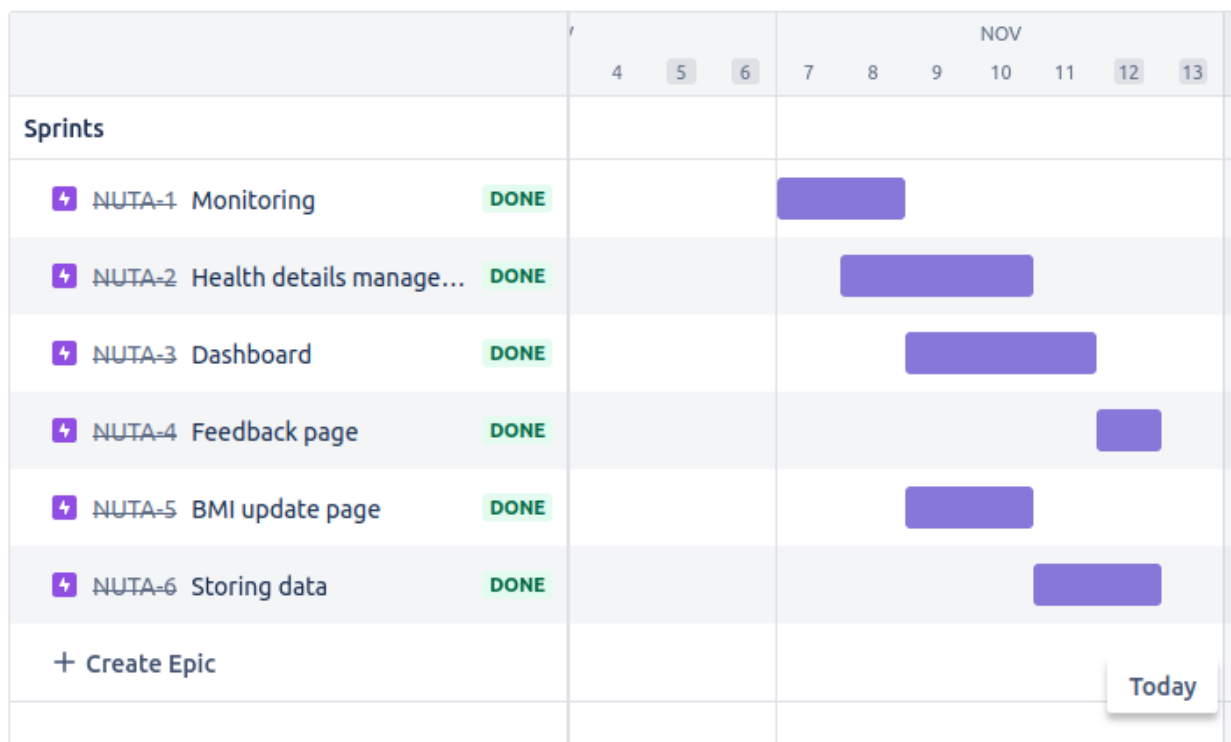 NOV
4 5 6 7 8 9 10 11 12 13
Sprints
NUTA-1 Monitoring DONE
NUTA-2 Health details manage... DONE
NUTA-3 Dashboard DONE
NUTA-4 Feedback page DONE
NUTA-5 BMI update page DONE
NUTA-6 Storing data DONE
+ Create Epic
Today